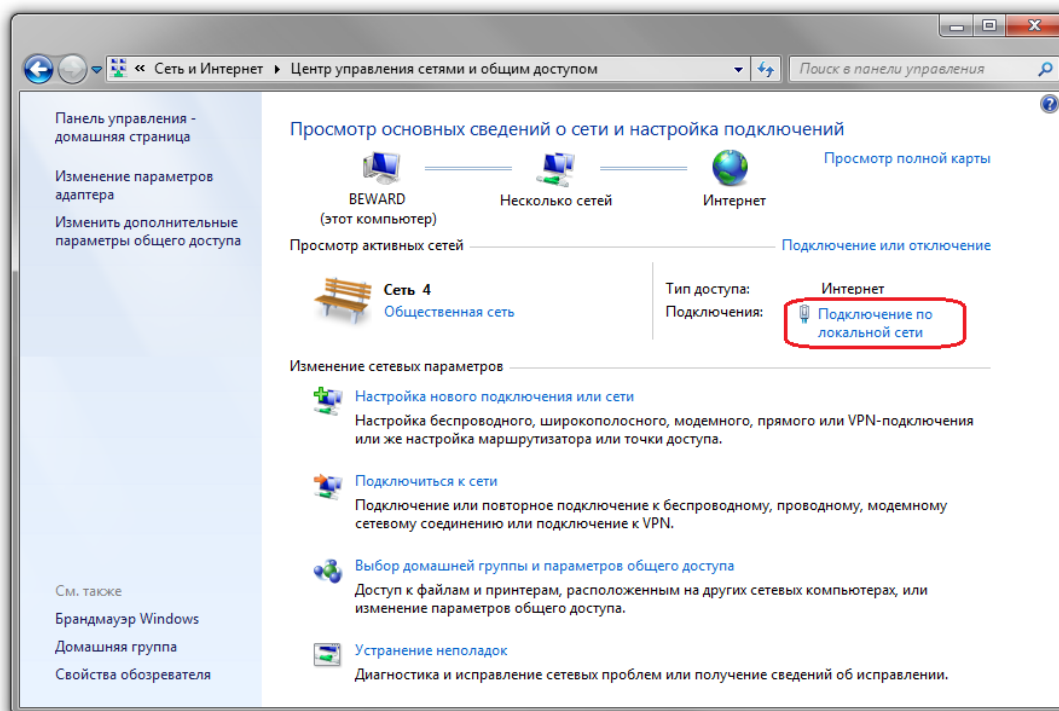 « Сеть и Интернет ▸ Центр управления сетями и общим доступом
Поиск в панели управления
Панель управления -
домашняя страница
Изменение параметров
адаптера
Изменить дополнительные
параметры общего доступа
См. также
Брандмауэр Windows
Домашняя группа
Свойства обозревателя
Просмотр основных сведений о сети и настройка подключений
BEWARD
(этот компьютер)
Несколько сетей
Интернет
Просмотр полной карты
Просмотр активных сетей
Подключение или отключение
Сеть 4
Общественная сеть
Тип доступа: Интернет
Подключения: Подключение по
локальной сети
Изменение сетевых параметров
Настройка нового подключения или сети
Настройка беспроводного, широкополосного, модемного, прямого или VPN-подключения
или же настройка маршрутизатора или точки доступа.
Подключиться к сети
Подключение или повторное подключение к беспроводному, проводному, модемному
сетевому соединению или подключение к VPN.
Выбор домашней группы и параметров общего доступа
Доступ к файлам и принтерам, расположенным на других сетевых компьютерах, или
изменение параметров общего доступа.
Устранение неполадок
Диагностика и исправление сетевых проблем или получение сведений об исправлении.